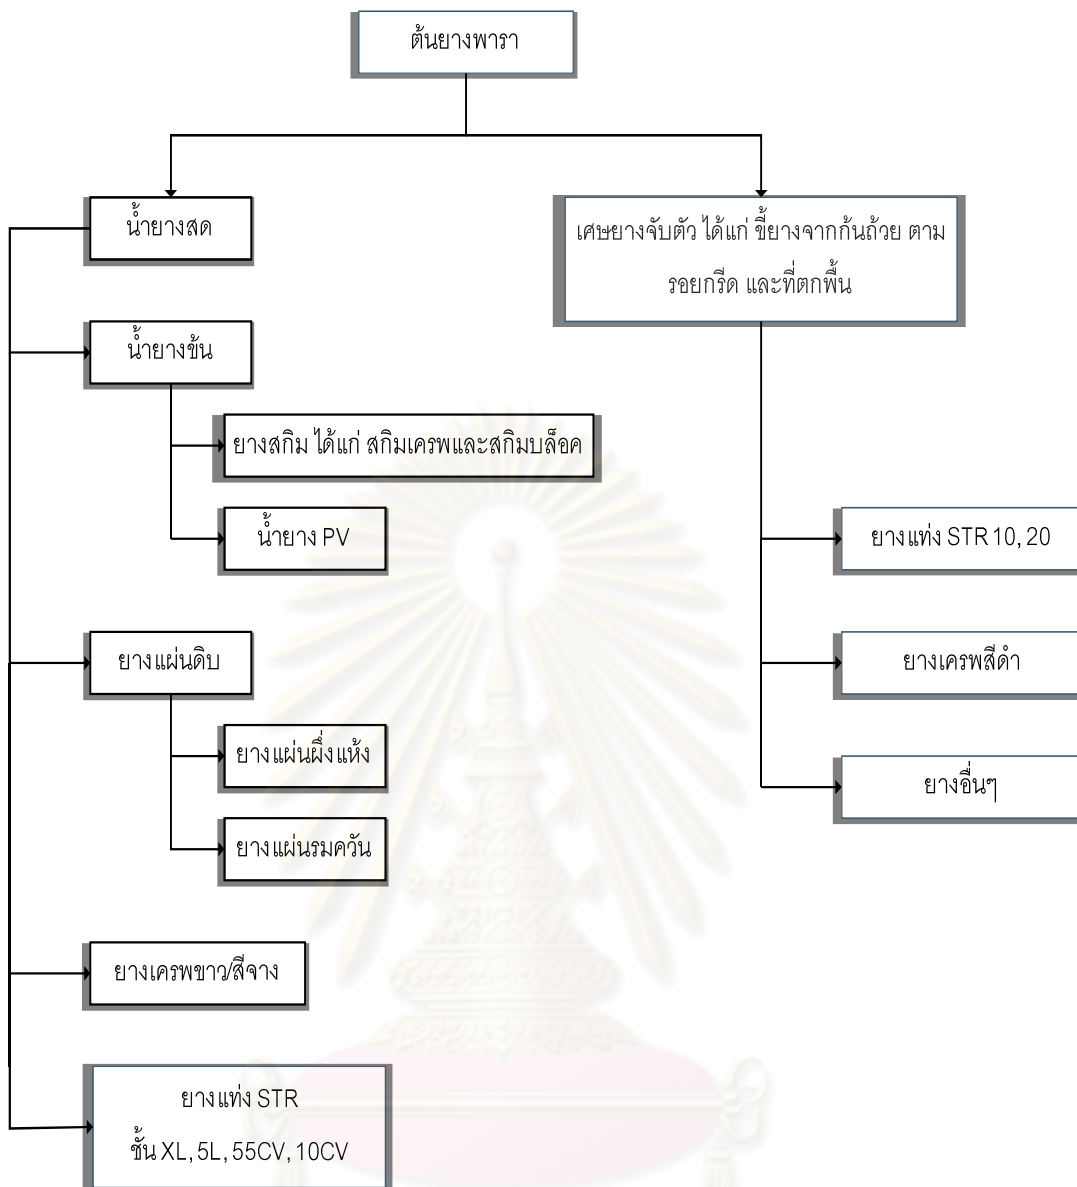 ต้นยางพารา
น้ำยางสด
เศษยางจับตัว ได้แก่ ขี้ยางจากก้นถ้วย ตาม
รอยกรีด และที่ตกพื้น
น้ำยางข้น
ยางสกิม ได้แก่ สกิมเครพและสกิมบล็อค
น้ำยาง PV
ยางแท่ง STR 10, 20
ยางแผ่นดิบ
ยางเครพสีดำ
ยางแผ่นผึ่งแห้ง
ยางอื่นๆ
ยางแผ่นรมควัน
ยางเครพขาว/สีจาง
ยางแท่ง STR
ชั้น XL, 5L, 55CV, 10CV